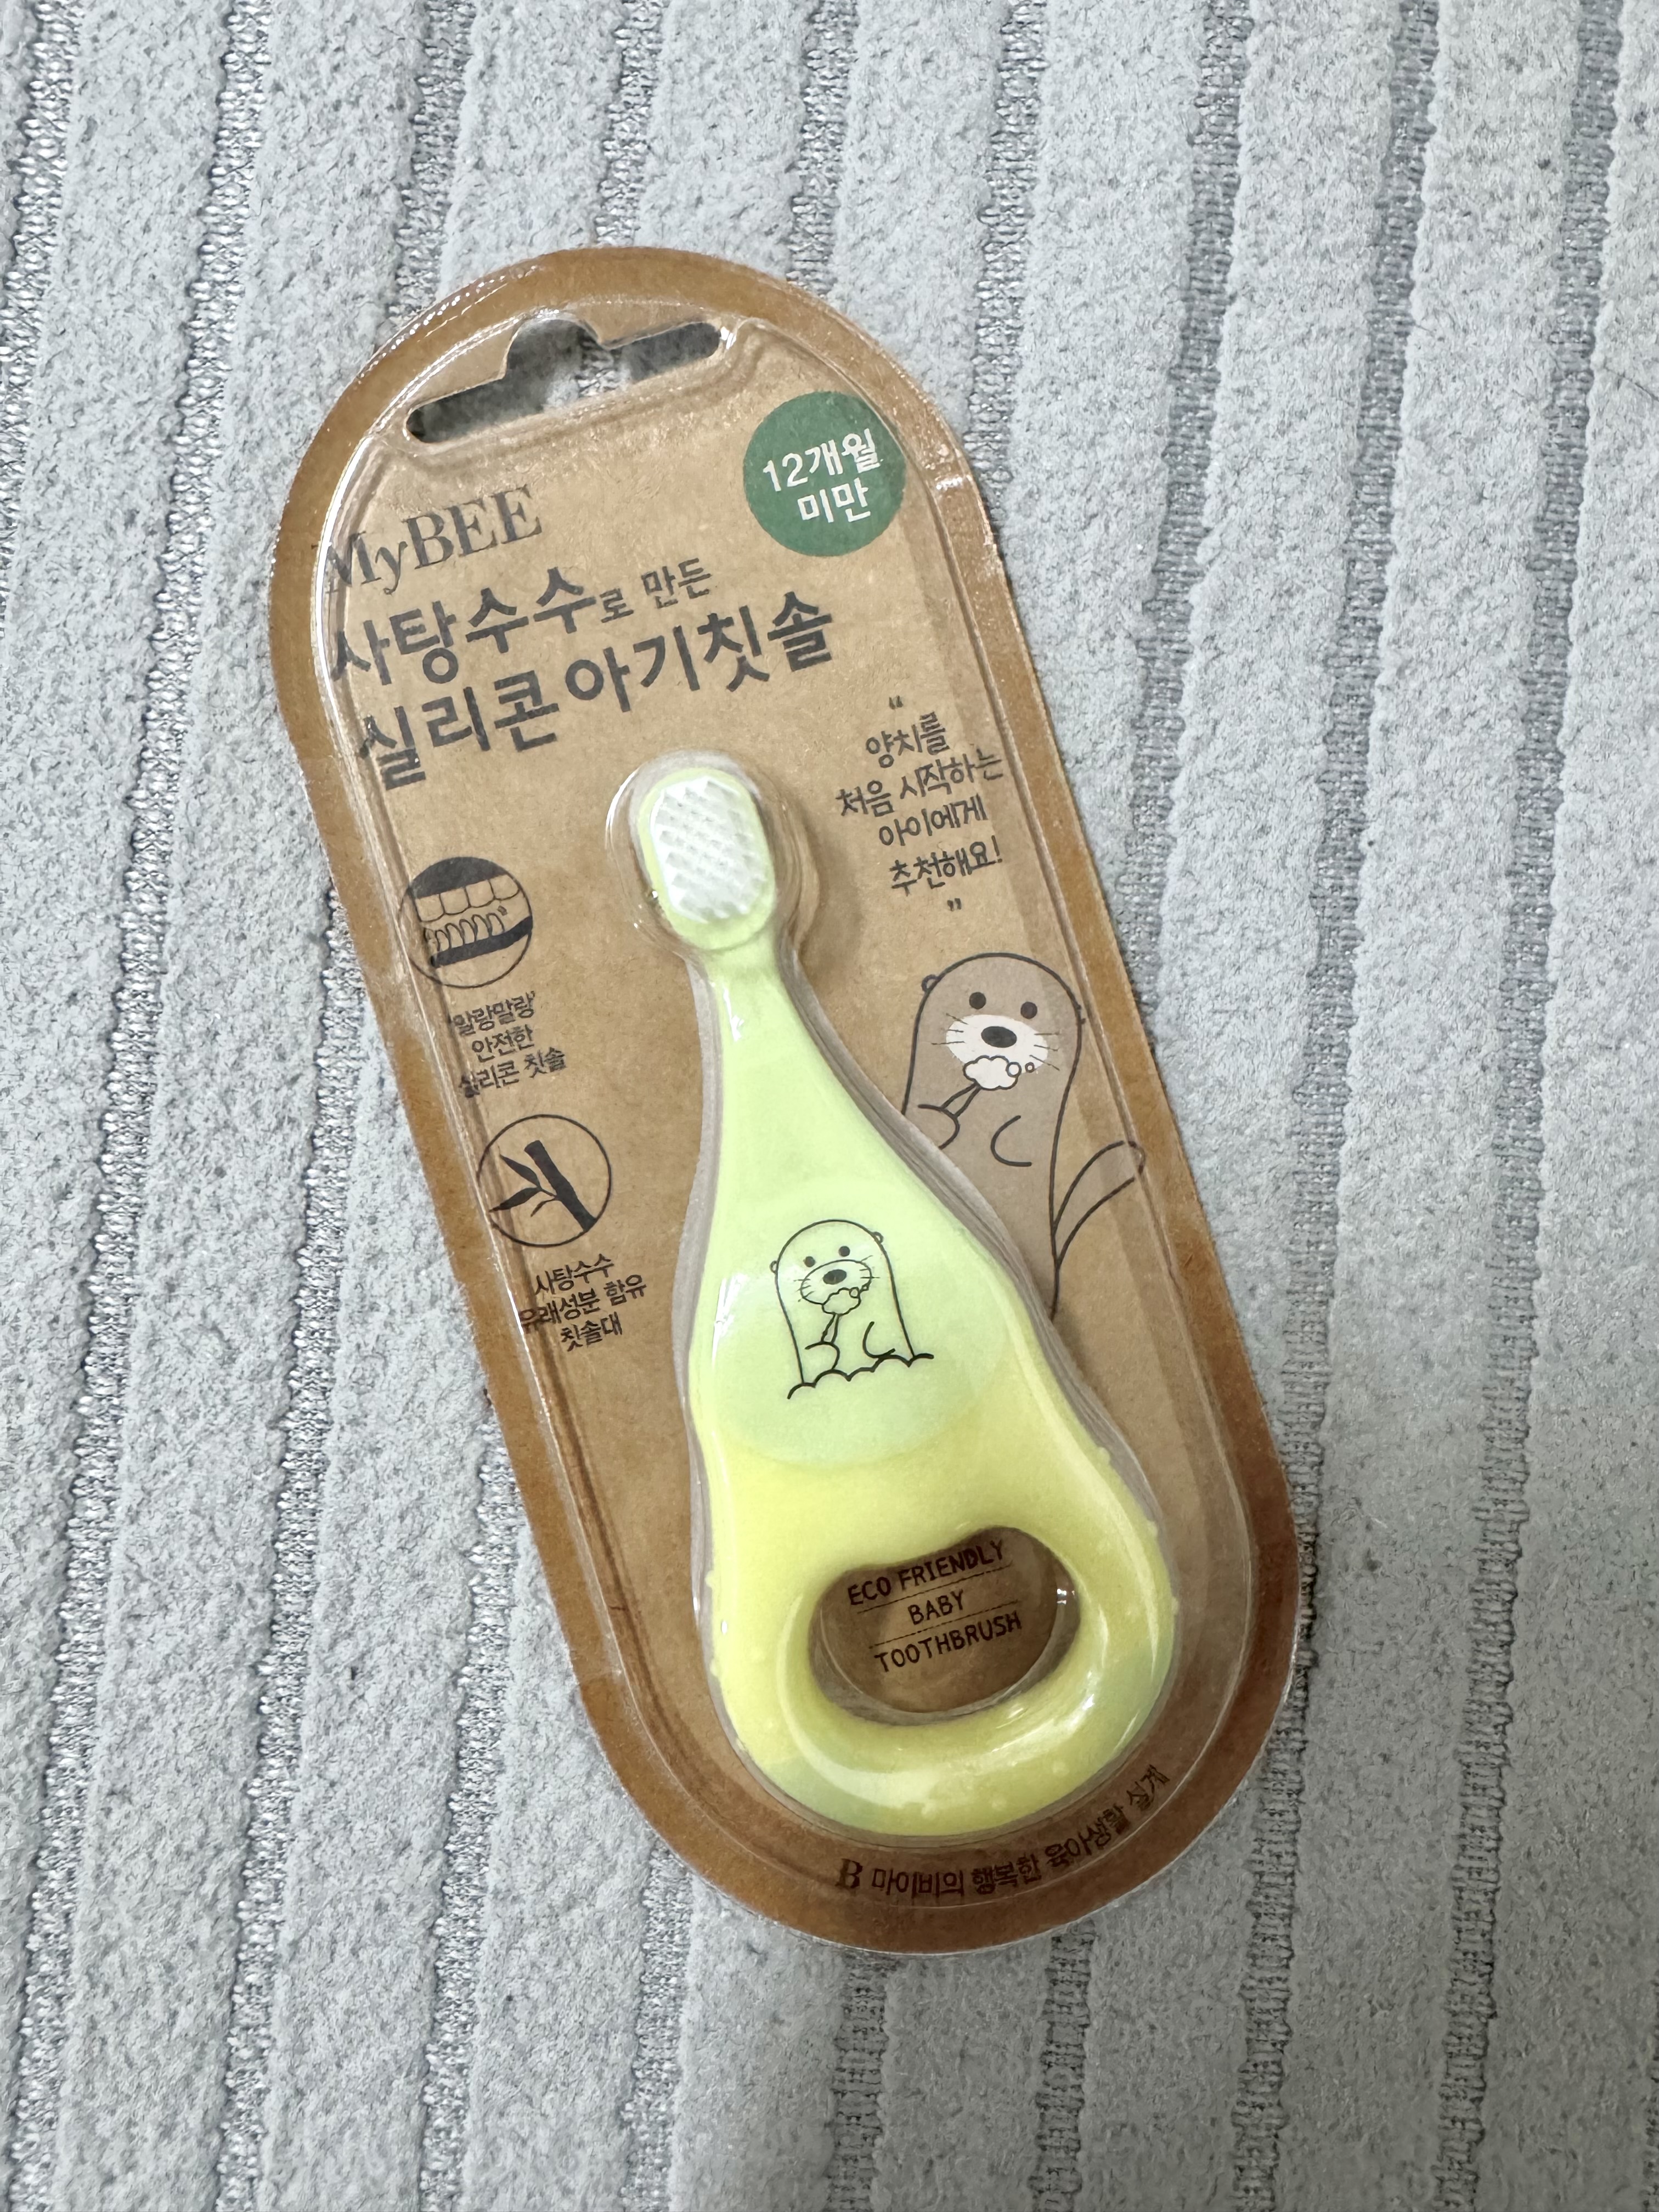 12개월
미만
MyBEE
사탕수수로 만든
실리콘 아기칫솔
“
양치를
처음 시작하는
아이에게
추천해요!
”
'말랑말랑'
안전한
실리콘 칫솔
사탕수수
유래성분 함유
칫솔대
ECO FRIENDLY
BABY
TOOTHBRUSH
B 마이비의 행복한 육아생활 설계